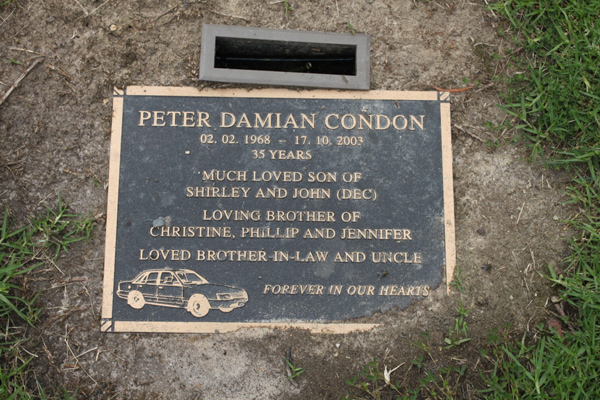 PETER DAMIAN CONDON
02. 02. 1968 - 17. 10. 2003
35 YEARS
MUCH LOVED SON OF
SHIRLEY AND JOHN (DEC)
LOVING BROTHER OF
CHRISTINE, PHILLIP AND JENNIFER
LOVED BROTHER-IN-LAW AND UNCLE
FOREVER IN OUR HEARTS